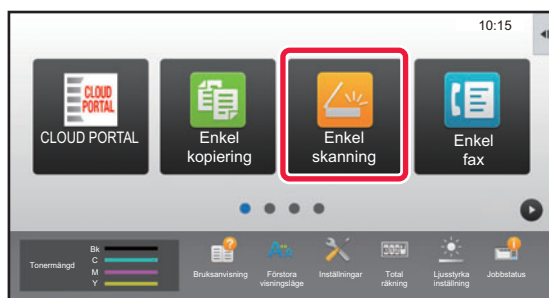 10:15
CLOUD
PORTAL
CLOUD PORTAL
Enkel
kopiering
Enkel
skanning
Enkel
fax
Tonermängd
Bk
C
M
Y
Bruksanvisning
Förstora
visningsläge
Inställningar
Total
räkning
Ljusstyrka
inställning
Jobbstatus